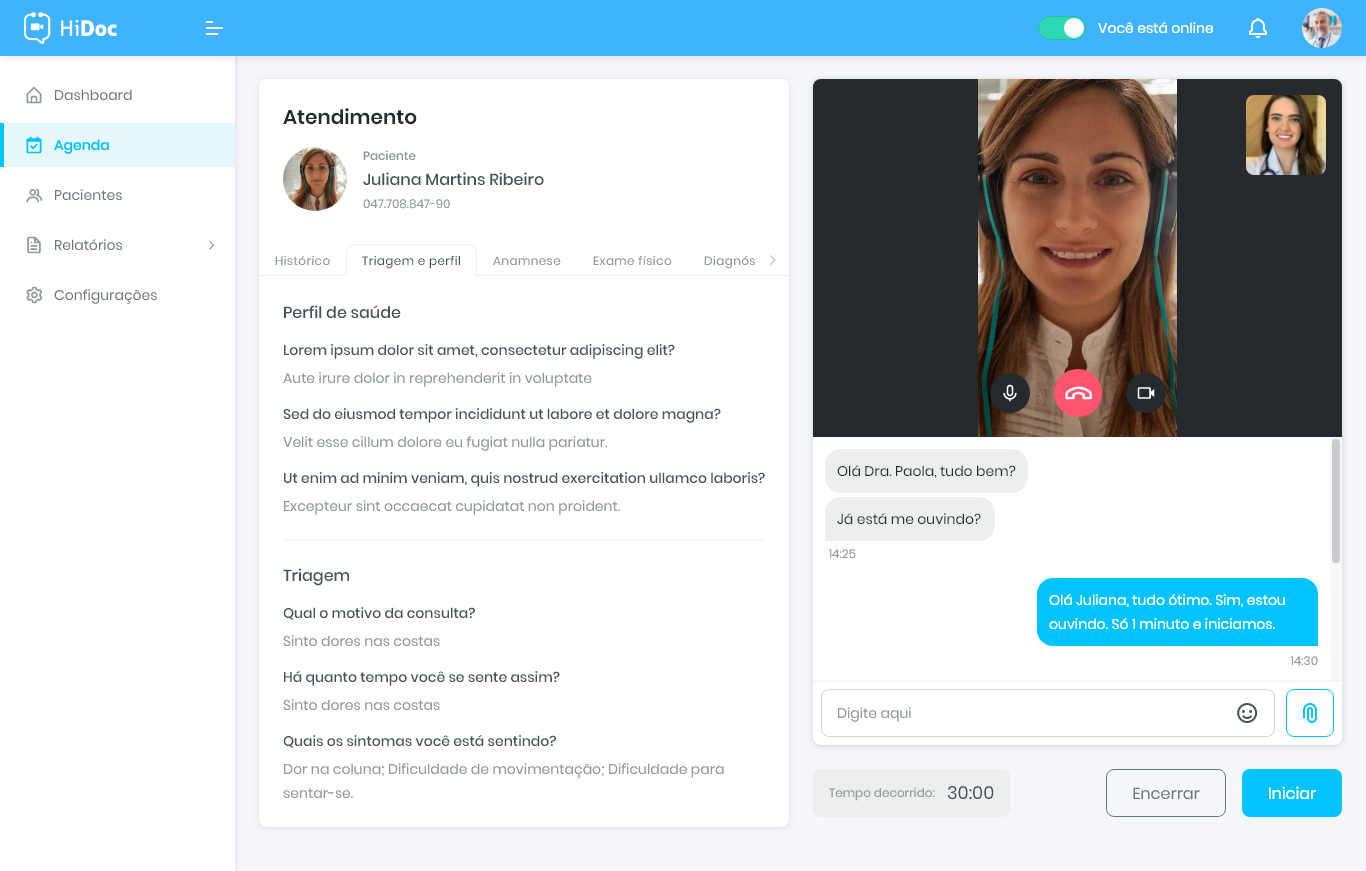 HiDoc
Você está online
Dashboard
Agenda
Pacientes
Relatórios
Configurações
Atendimento
Paciente
Juliana Martins Ribeiro
047.708.847-90
Histórico
Triagem e perfil
Anamnese
Exame físico
Diagnós
Perfil de saúde
Lorem ipsum dolor sit amet, consectetur adipiscing elit?
Aute irure dolor in reprehenderit in voluptate
Sed do eiusmod tempor incididunt ut labore et dolore magna?
Velit esse cillum dolore eu fugiat nulla pariatur.
Ut enim ad minim veniam, quis nostrud exercitation ullamco laboris?
Excepteur sint occaecat cupidatat non proident.
Triagem
Qual o motivo da consulta?
Sinto dores nas costas
Há quanto tempo você se sente assim?
Sinto dores nas costas
Quais os sintomas você está sentindo?
Dor na coluna; Dificuldade de movimentação; Dificuldade para
sentar-se.
Olá Dra. Paola, tudo bem?
Já está me ouvindo?
14:25
Olá Juliana, tudo ótimo. Sim, estou
ouvindo. Só 1 minuto e iniciamos.
14:30
Digite aqui
Tempo decorrido: 30:00
Encerrar
Iniciar